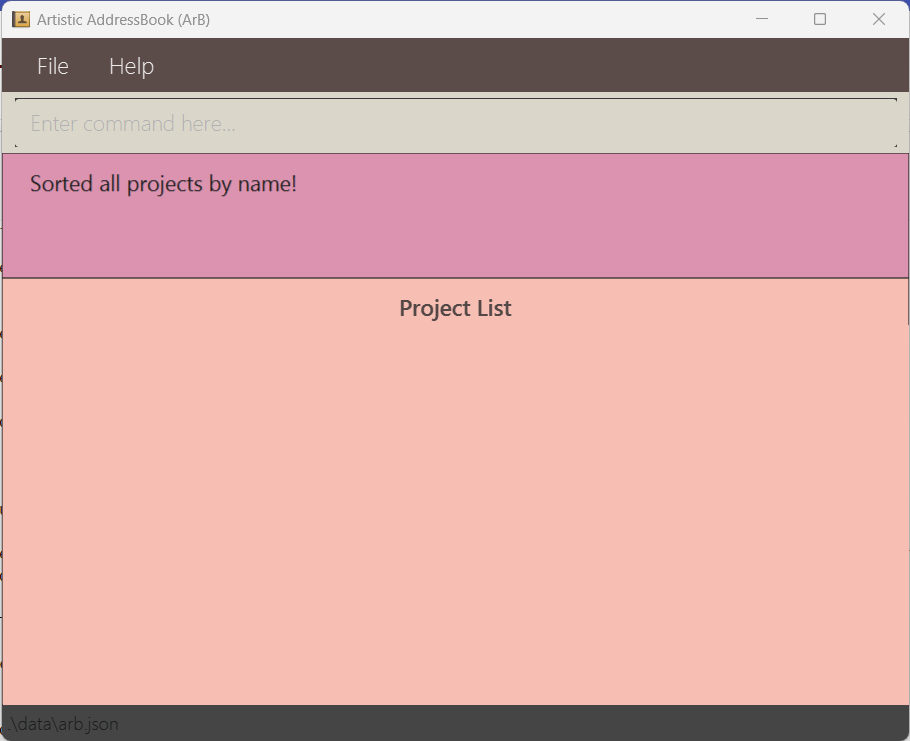 Artistic AddressBook (ArB)
File Help
Enter command here...
Sorted all projects by name!
Project List
.\data\arb.json